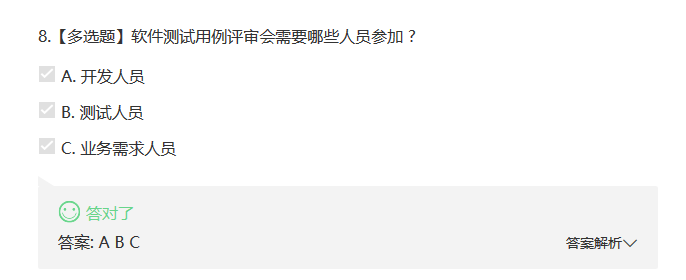 8.【多选题】软件测试用例评审会需要哪些人员参加？
A. 开发人员
B. 测试人员
C. 业务需求人员
答对了
答案: A B C
答案解析